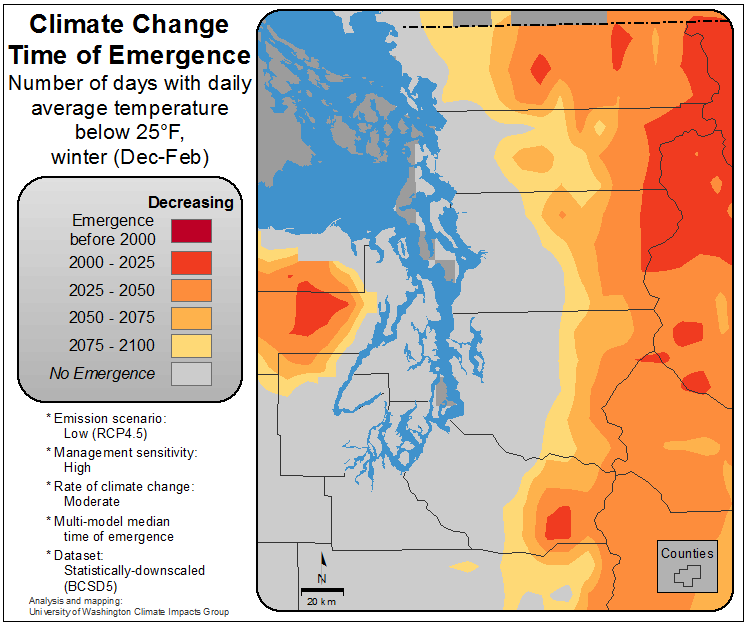 Climate Change
Time of Emergence
Number of days with daily
average temperature
below 25°F,
winter (Dec-Feb)
Decreasing
Emergence
before 2000
2000 - 2025
2025 - 2050
2050 - 2075
2075 - 2100
No Emergence
* Emission scenario:
Low (RCP4.5)
* Management sensitivity:
High
* Rate of climate change:
Moderate
* Multi-model median
time of emergence
* Dataset:
Statistically-downscaled
(BCSD5)
Analysis and mapping:
University of Washington Climate Impacts Group
N
20 km
Counties